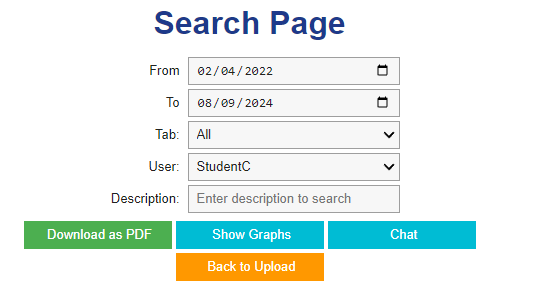 Search Page
From 02/04/2022
To 08/09/2024
Tab: All
User: StudentC
Description: Enter description to search
Download as PDF Show Graphs Chat
Back to Upload